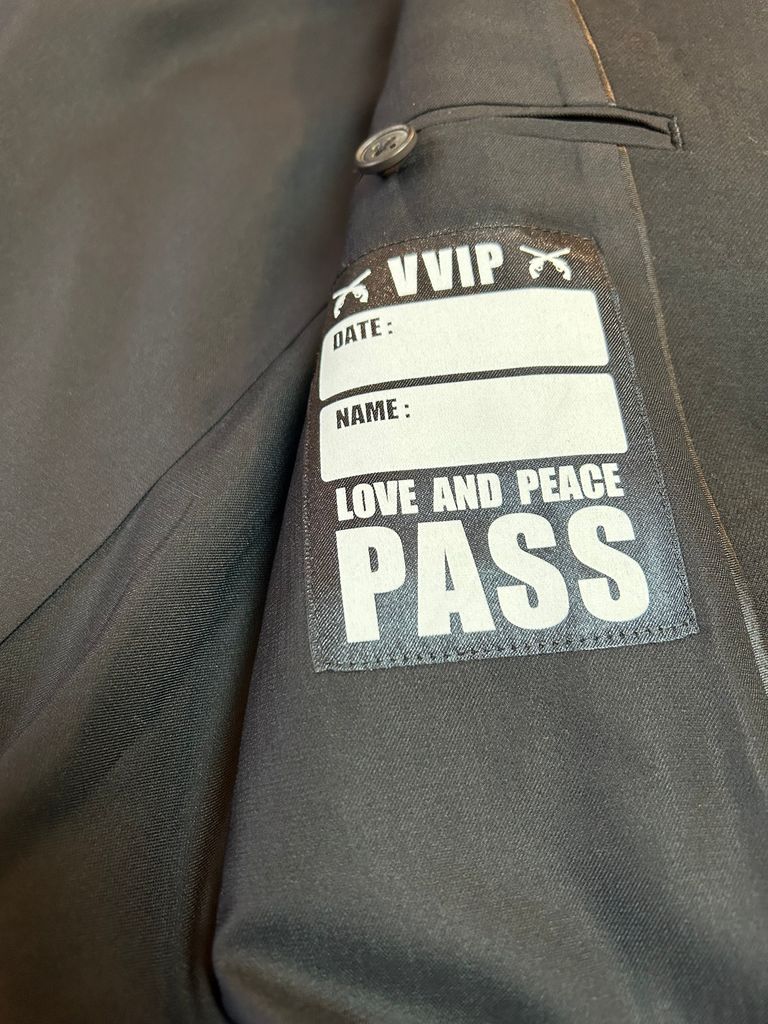 VVIP
DATE:
NAME:
LOVE AND PEACE
PASS